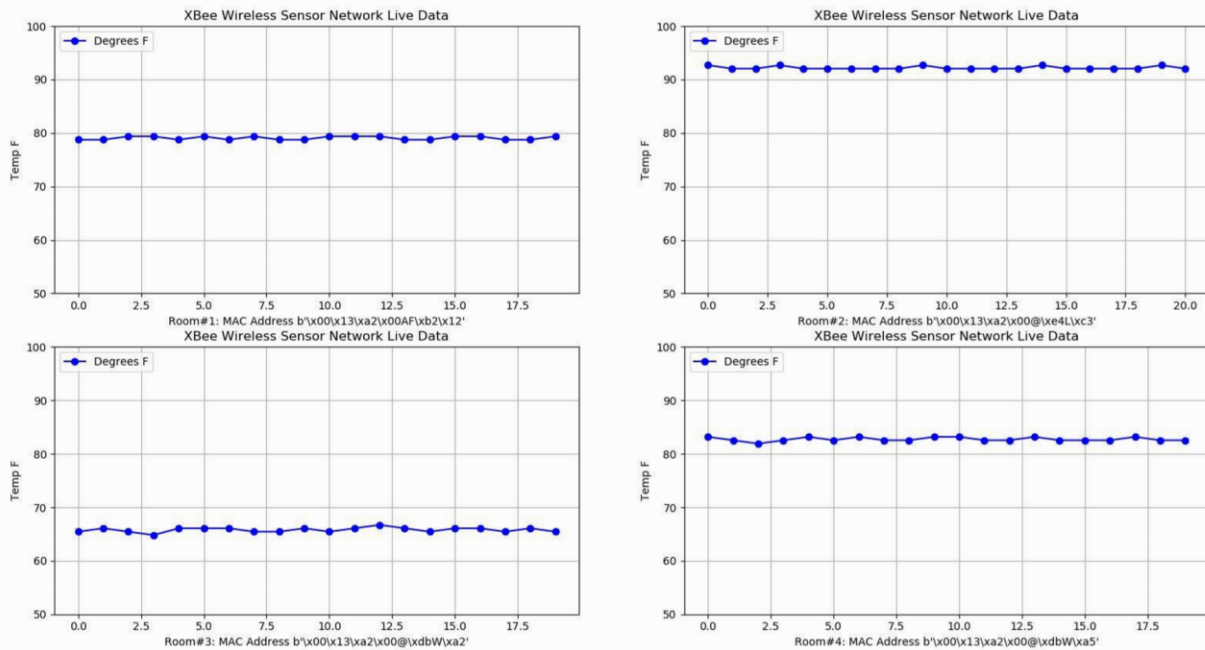 XBee Wireless Sensor Network Live Data
100
90
80
70
60
50
Temp F
Degrees F
0.0 2.5 5.0 7.5 10.0 12.5 15.0 17.5
Room#1: MAC Address b'\x00\x13\xa2\x00AF\xb2\x12'
XBee Wireless Sensor Network Live Data
100
90
80
70
60
50
Temp F
Degrees F
0.0 2.5 5.0 7.5 10.0 12.5 15.0 17.5 20.0
Room#2: MAC Address b'\x00\x13\xa2\x00@\xe4L\xc3'
XBee Wireless Sensor Network Live Data
100
90
80
70
60
50
Temp F
Degrees F
0.0 2.5 5.0 7.5 10.0 12.5 15.0 17.5
Room#3: MAC Address b'\x00\x13\xa2\x00@\xdbW\xa2'
XBee Wireless Sensor Network Live Data
100
90
80
70
60
50
Temp F
Degrees F
0.0 2.5 5.0 7.5 10.0 12.5 15.0 17.5
Room#4: MAC Address b'\x00\x13\xa2\x00@\xdbW\xa5'